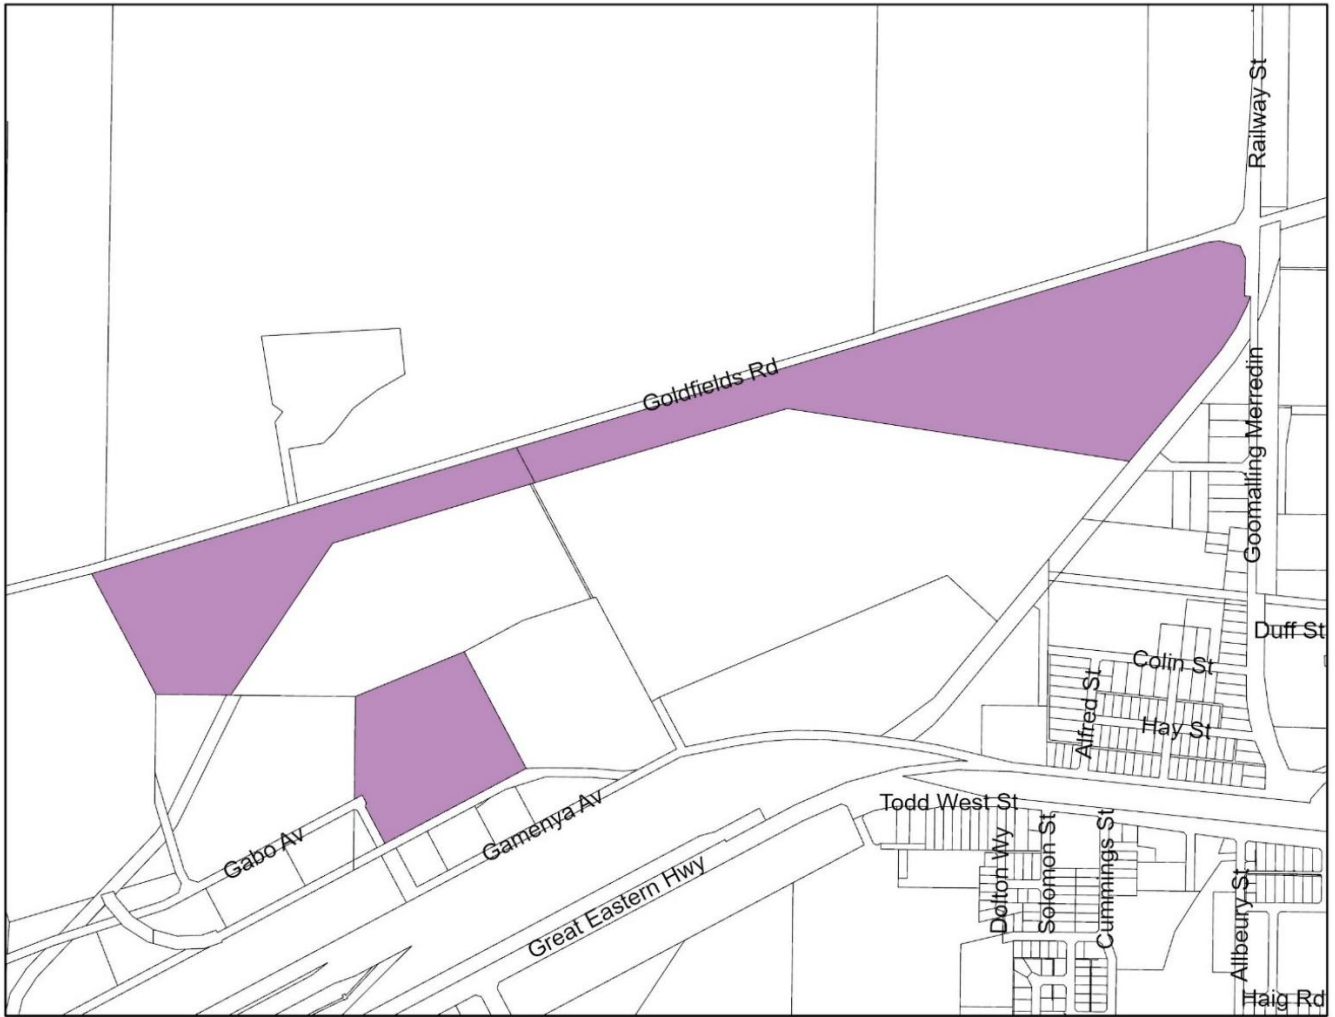 Railway St
Goldfields Rd
Goomalling Merredin
Duff St
Colin St
Alfred St
Hay St
Todd West St
Gamenya Av
Gabo Av
Great Eastern Hwy
Dolton Wy
Solomon St
Cummings St
Allbeury St
Haig Rd